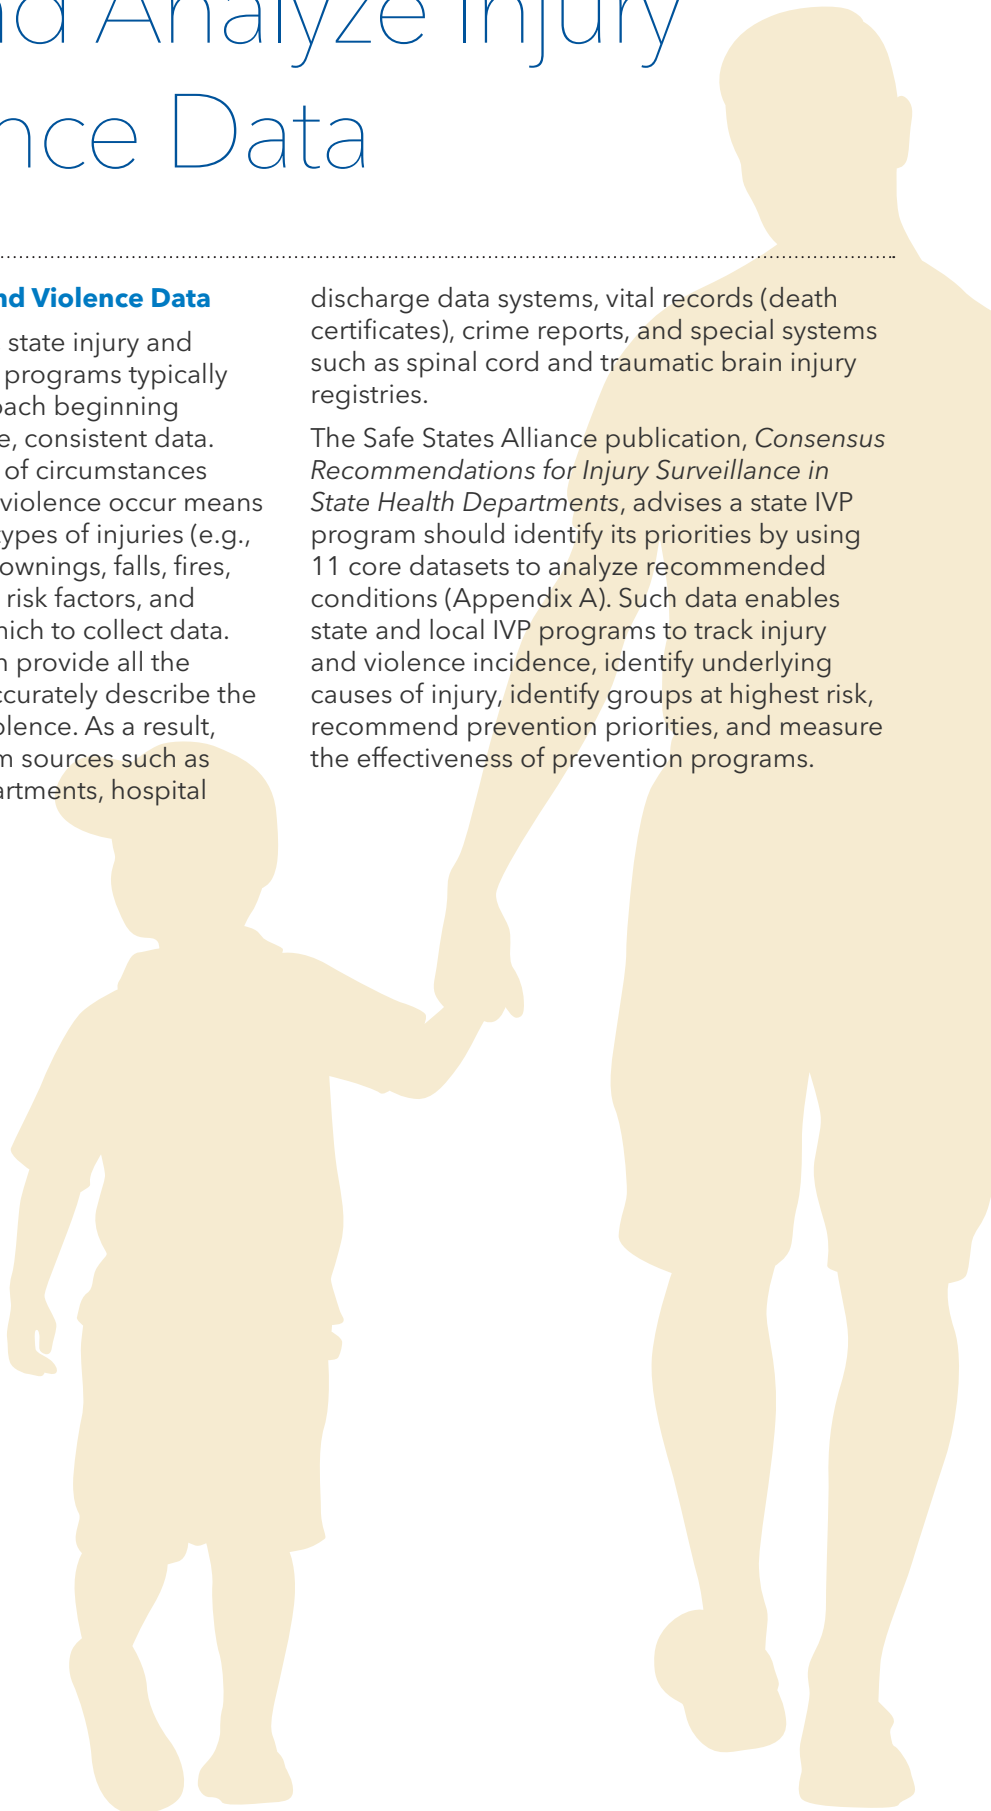 nd Analyze Injury
nce Data
nd Violence Data
state injury and
programs typically
oach beginning
e, consistent data.
of circumstances
violence occur means
types of injuries (e.g.,
ownings, falls, fires,
risk factors, and
hich to collect data.
n provide all the
ccurately describe the
olence. As a result,
m sources such as
artments, hospital
discharge data systems, vital records (death
certificates), crime reports, and special systems
such as spinal cord and traumatic brain injury
registries.
The Safe States Alliance publication, Consensus
Recommendations for Injury Surveillance in
State Health Departments, advises a state IVP
program should identify its priorities by using
11 core datasets to analyze recommended
conditions (Appendix A). Such data enables
state and local IVP programs to track injury
and violence incidence, identify underlying
causes of injury, identify groups at highest risk,
recommend prevention priorities, and measure
the effectiveness of prevention programs.